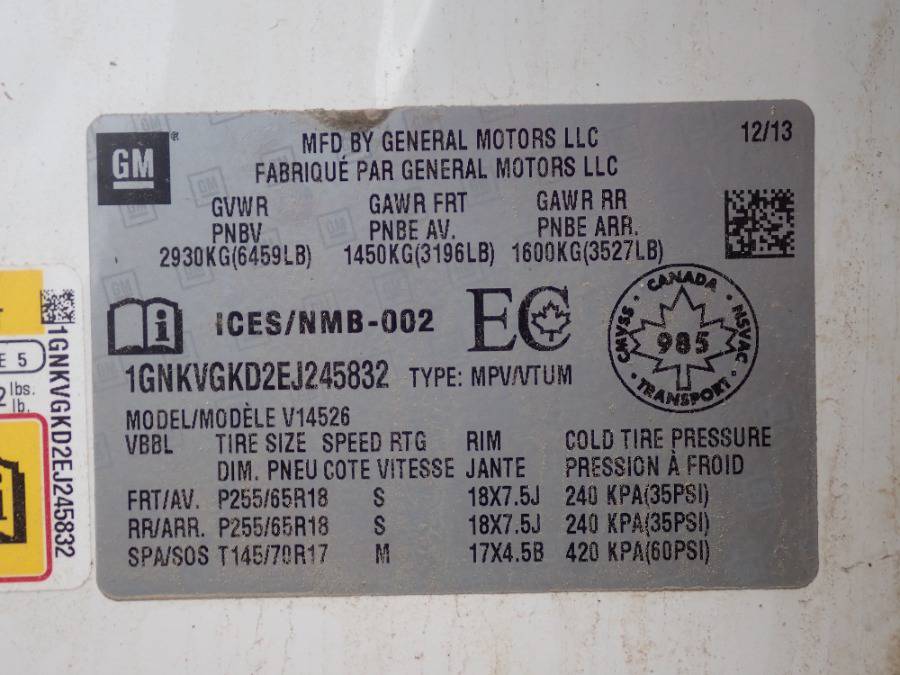 GM
®
MFD BY GENERAL MOTORS LLC
12/13
FABRIQUÉ PAR GENERAL MOTORS LLC
GVWR GAWR FRT GAWR RR
PNBV PNBE AV. PNBE ARR.
2930KG(6459LB) 1450KG(3196LB) 1600KG(3527LB)
i ICES/NMB-002 EC
CANADA
CMVSS 985 NSVAC
TRANSPORT
1GNKVGKD2EJ245832 TYPE: MPV/VTUM
MODEL/MODÈLE V14526
VBBL TIRE SIZE SPEED RTG RIM COLD TIRE PRESSURE
DIM. PNEU COTE VITESSE JANTE PRESSION À FROID
FRT/AV. P255/65R18 S 18X7.5J 240 KPA(35PSI)
RR/ARR. P255/65R18 S 18X7.5J 240 KPA(35PSI)
SPA/SOS T145/70R17 M 17X4.5B 420 KPA(60PSI)
1GNKVGKD2EJ245832
E 5
2 lbs.
lb.
i